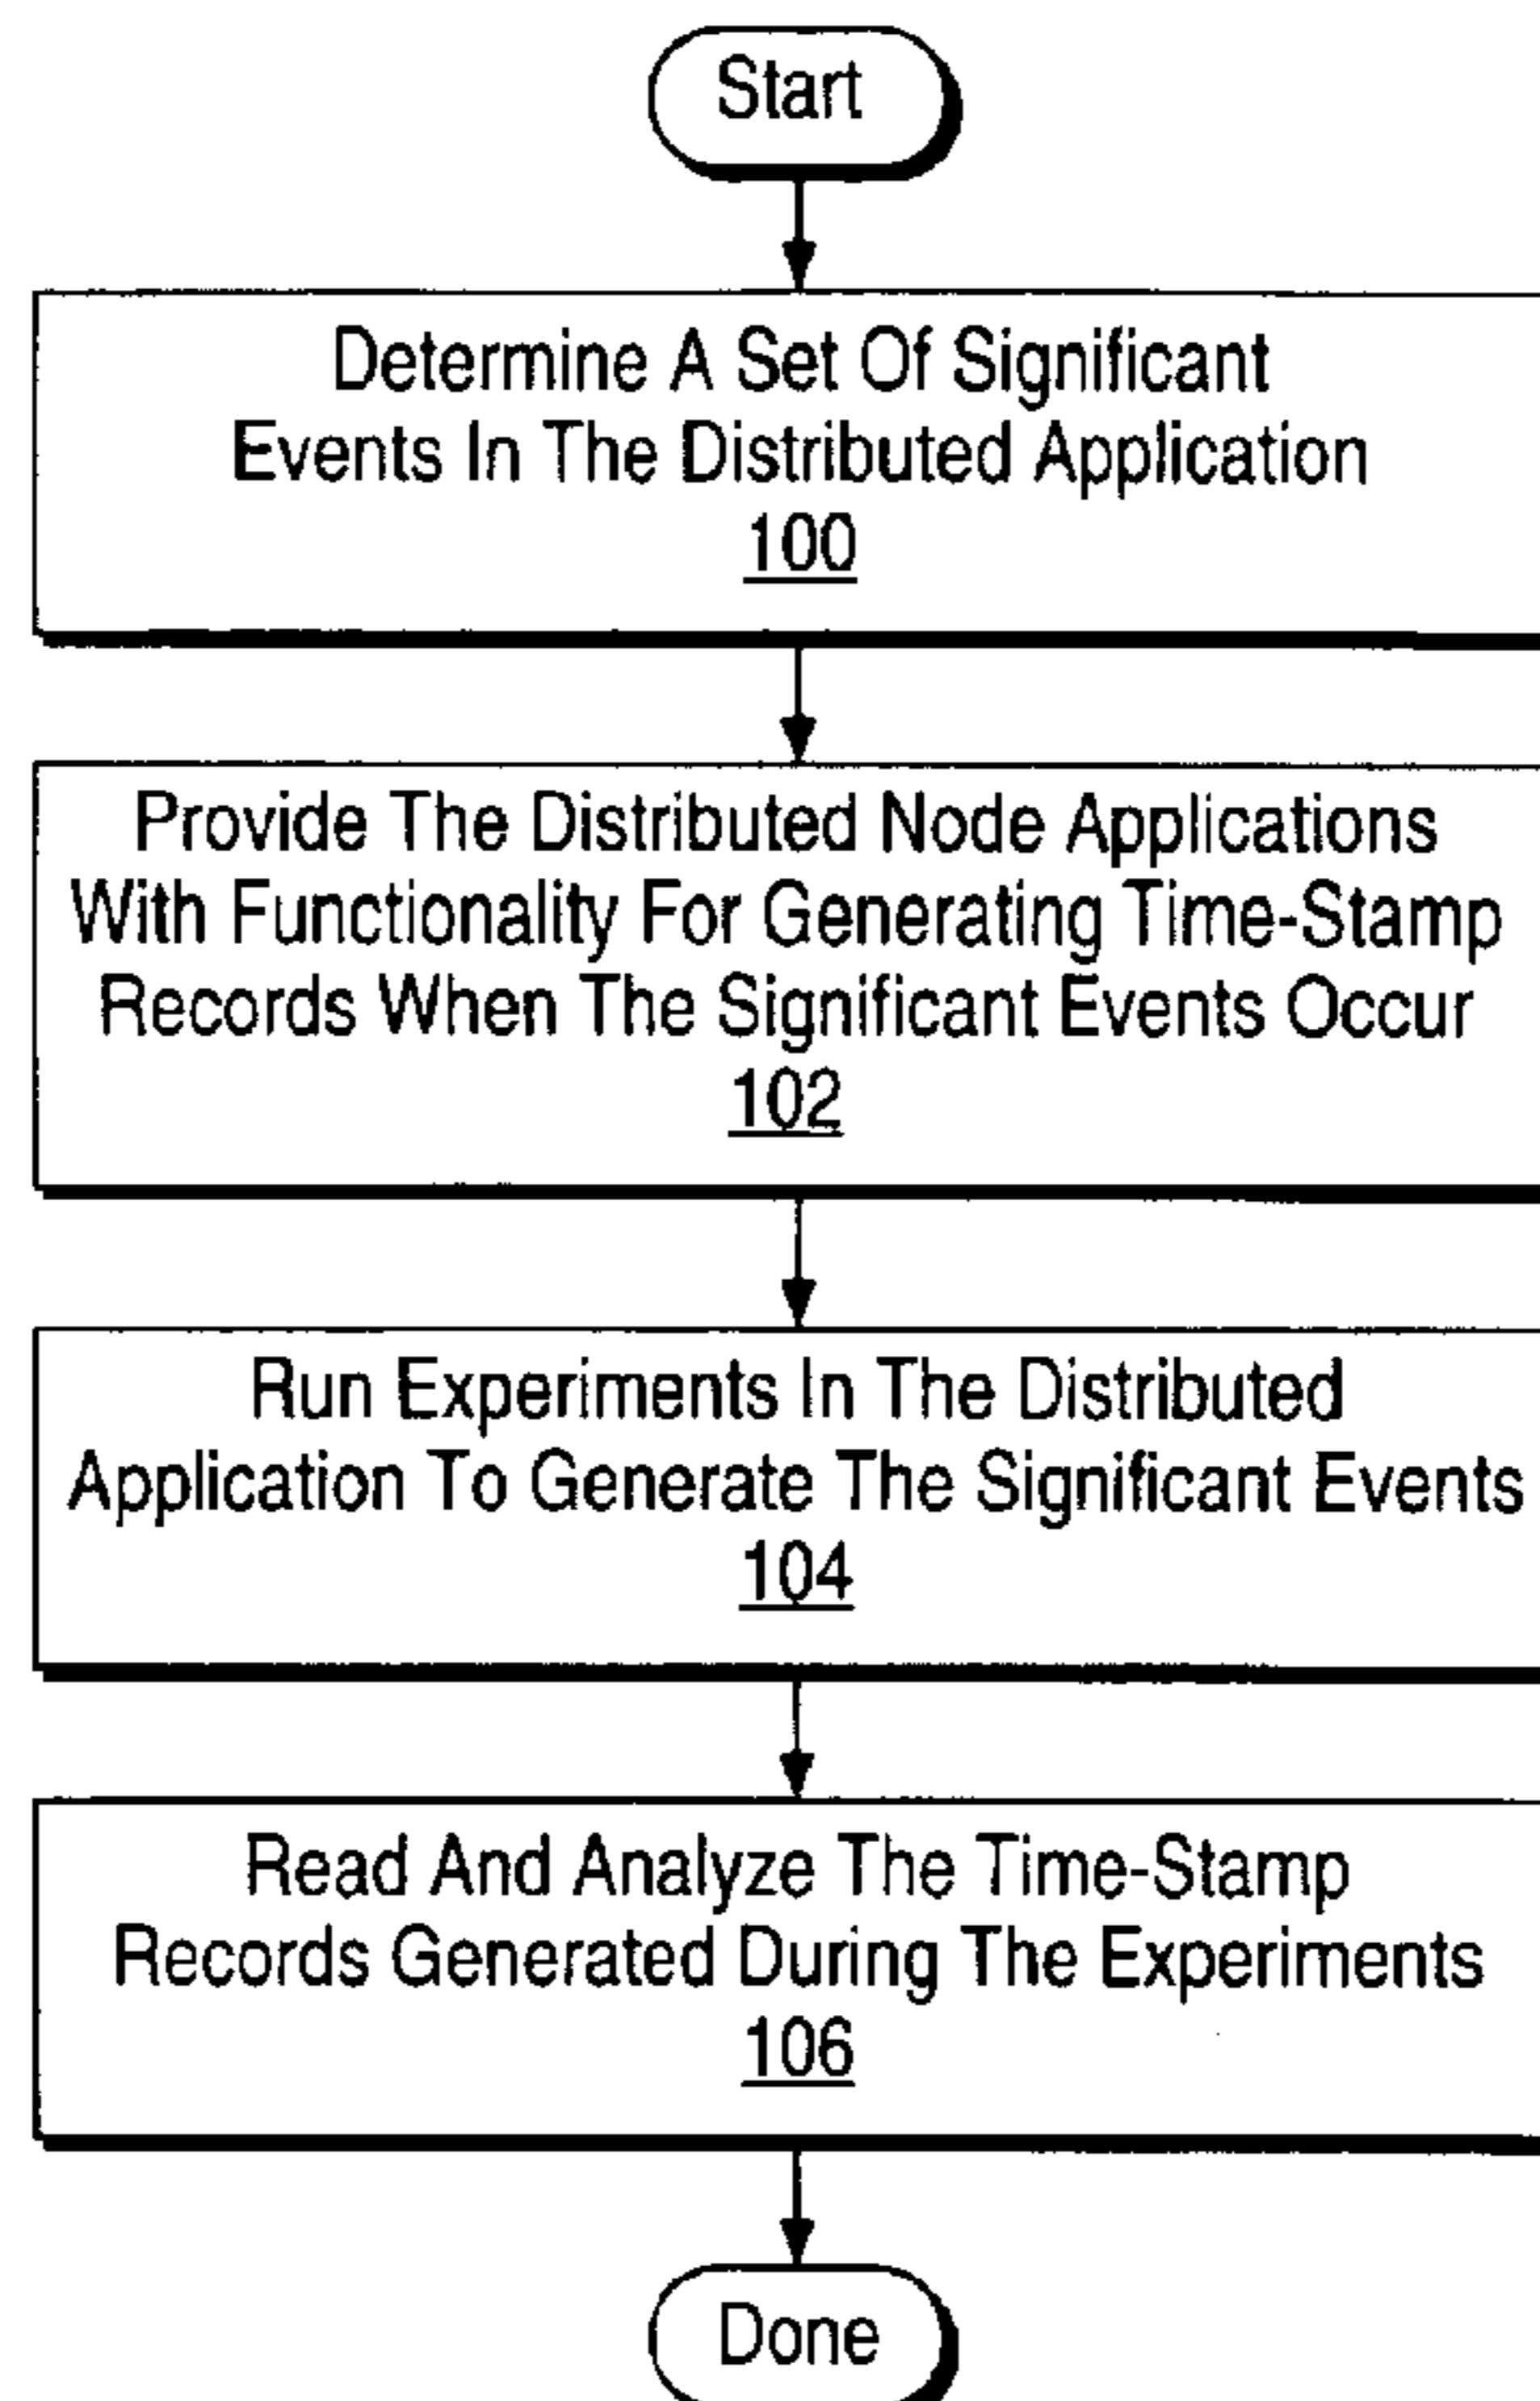 Start
Determine A Set Of Significant
Events In The Distributed Application
100
Provide The Distributed Node Applications
With Functionality For Generating Time-Stamp
Records When The Significant Events Occur
102
Run Experiments In The Distributed
Application To Generate The Significant Events
104
Read And Analyze The Time-Stamp
Records Generated During The Experiments
106
Done